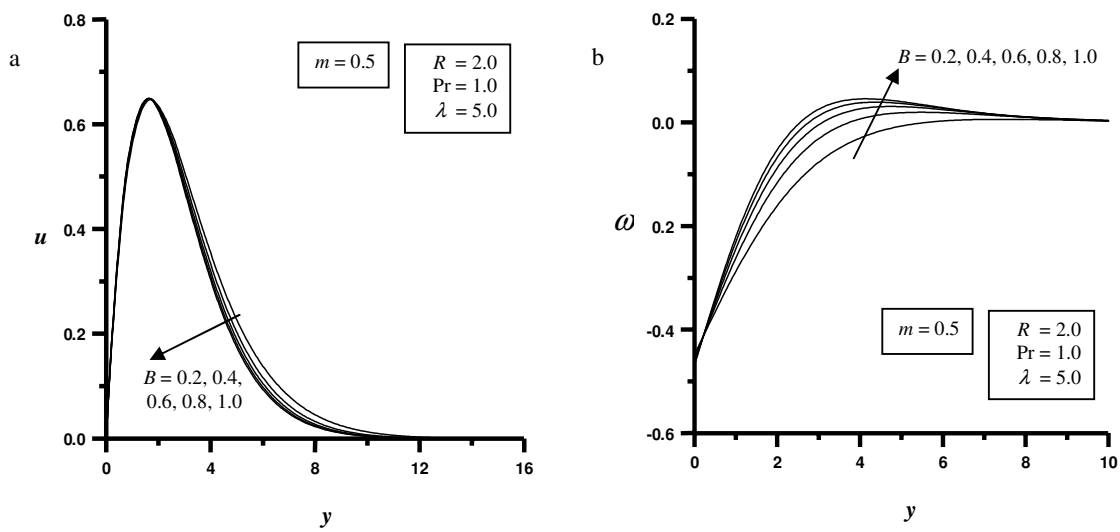 a
0.8
0.6
0.4
0.2
0.0
u
0
4
8
12
16
y
m = 0.5
R = 2.0
Pr = 1.0
λ = 5.0
B = 0.2, 0.4,
0.6, 0.8, 1.0
b
0.2
0.0
0.2
-0.4
-0.6
ω
0
2
4
6
8
10
y
B = 0.2, 0.4, 0.6, 0.8, 1.0
m = 0.5
R = 2.0
Pr = 1.0
λ = 5.0